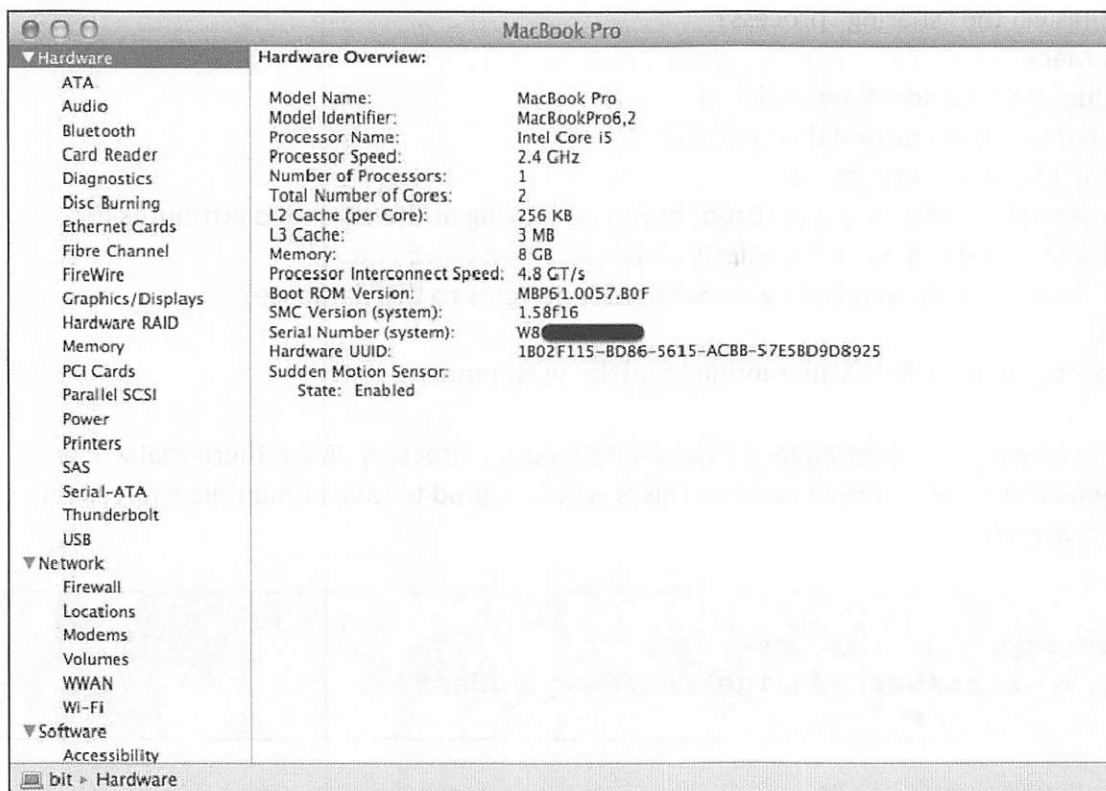 MacBook Pro
▼Hardware
ATA
Audio
Bluetooth
Card Reader
Diagnostics
Disc Burning
Ethernet Cards
Fibre Channel
FireWire
Graphics/Displays
Hardware RAID
Memory
PCI Cards
Parallel SCSI
Power
Printers
SAS
Serial-ATA
Thunderbolt
USB
▼Network
Firewall
Locations
Modems
Volumes
WWAN
Wi-Fi
▼Software
Accessibility
Hardware Overview:
Model Name: MacBook Pro
Model Identifier: MacBookPro6,2
Processor Name: Intel Core i5
Processor Speed: 2.4 GHz
Number of Processors: 1
Total Number of Cores: 2
L2 Cache (per Core): 256 KB
L3 Cache: 3 MB
Memory: 8 GB
Processor Interconnect Speed: 4.8 GT/s
Boot ROM Version: MBP61.0057.B0F
SMC Version (system): 1.58f16
Serial Number (system): W8
Hardware UUID: 1B02F115-BD86-5615-ACBB-57E5BD9D8925
Sudden Motion Sensor:
State: Enabled
bit ▸ Hardware